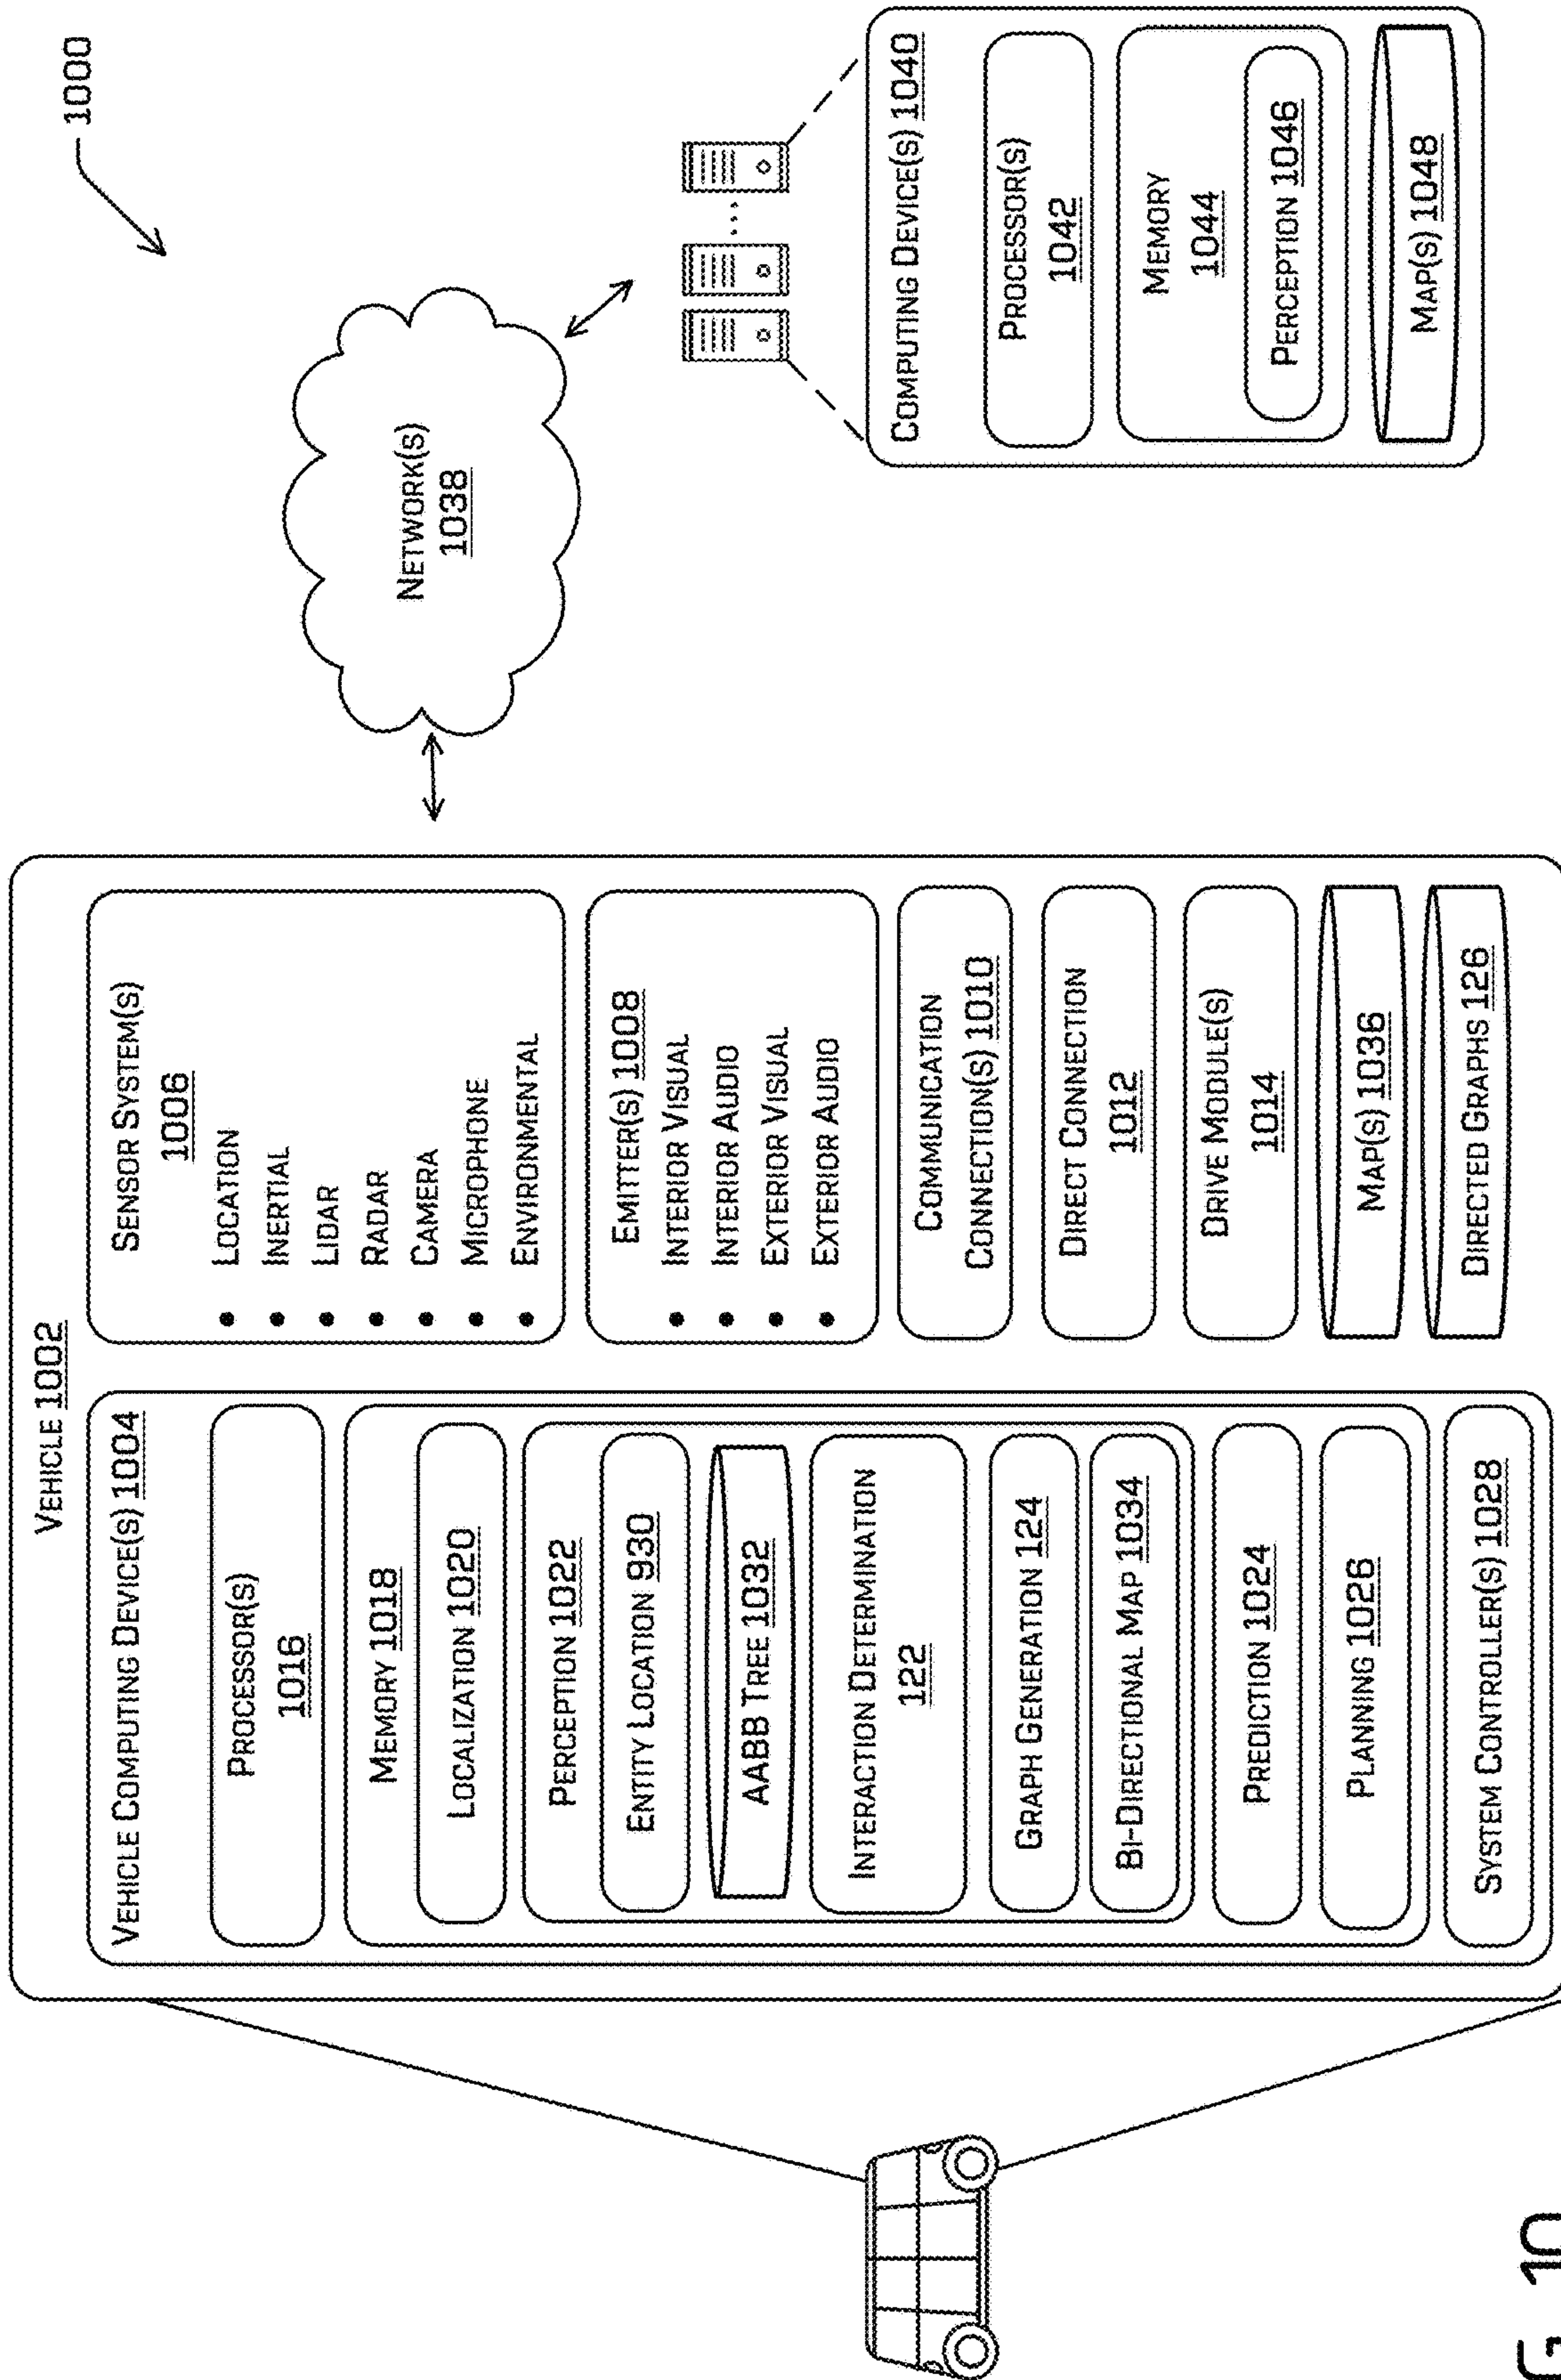 1000
VEHICLE 1002
VEHICLE COMPUTING DEVICE(S) 1004
PROCESSOR(S)
1016
MEMORY 1018
LOCALIZATION 1020
PERCEPTION 1022
ENTITY LOCATION 930
AABB TREE 1032
INTERACTION DETERMINATION
122
GRAPH GENERATION 124
BI-DIRECTIONAL MAP 1034
PREDICTION 1024
PLANNING 1026
SYSTEM CONTROLLER(S) 1028
SENSOR SYSTEM(S)
1006
• LOCATION
• INERTIAL
• LIDAR
• RADAR
• CAMERA
• MICROPHONE
• ENVIRONMENTAL
EMITTER(S) 1008
• INTERIOR VISUAL
• INTERIOR AUDIO
• EXTERIOR VISUAL
• EXTERIOR AUDIO
COMMUNICATION
CONNECTION(S) 1010
DIRECT CONNECTION
1012
DRIVE MODULE(S)
1014
MAP(S) 1036
DIRECTED GRAPHS 126
NETWORK(S)
1038
COMPUTING DEVICE(S) 1040
PROCESSOR(S)
1042
MEMORY
1044
PERCEPTION 1046
MAP(S) 1048
G. 10